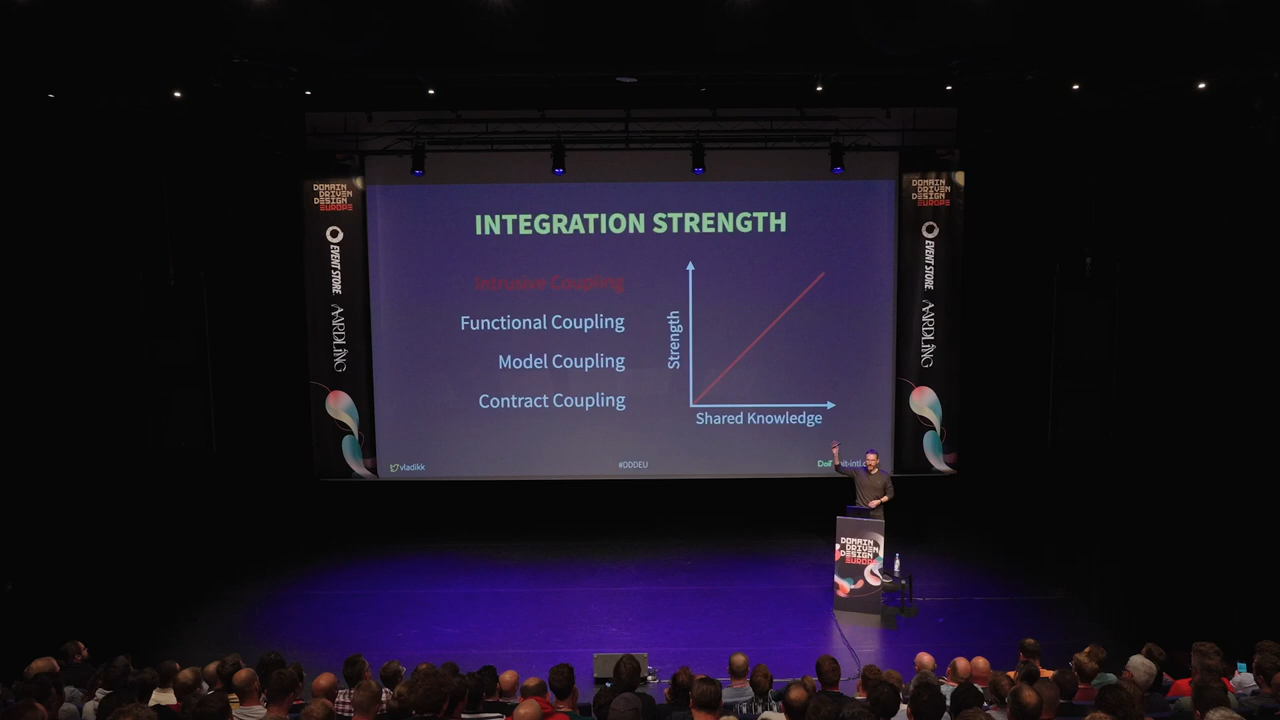 DOMAIN
DRIVEN
DESIGN
EUROPE
EVENT STORE
AARDLING
INTEGRATION STRENGTH
Intrusive Coupling
Functional Coupling
Model Coupling
Contract Coupling
Strength
Shared Knowledge
vladikk
#DDDEU
DOMAIN
DRIVEN
DESIGN
EUROPE
EVENT STORE
AARDLING
DOMAIN
DRIVEN
DESIGN
EUROPE